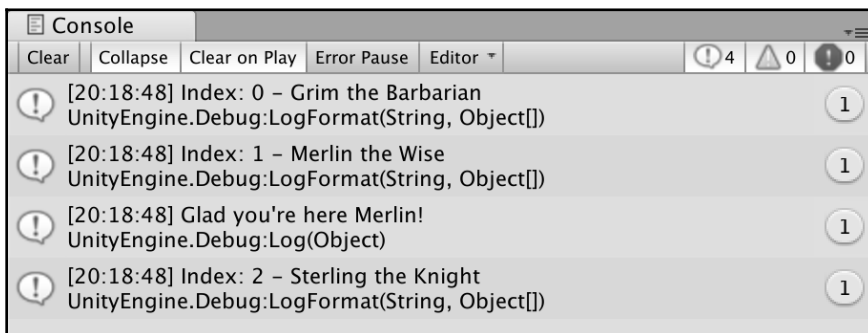 Console
Clear Collapse Clear on Play Error Pause Editor 4 0 0
[20:18:48] Index: 0 – Grim the Barbarian
UnityEngine.Debug:LogFormat(String, Object[])
1
[20:18:48] Index: 1 – Merlin the Wise
UnityEngine.Debug:LogFormat(String, Object[])
1
[20:18:48] Glad you're here Merlin!
UnityEngine.Debug:Log(Object)
1
[20:18:48] Index: 2 – Sterling the Knight
UnityEngine.Debug:LogFormat(String, Object[])
1